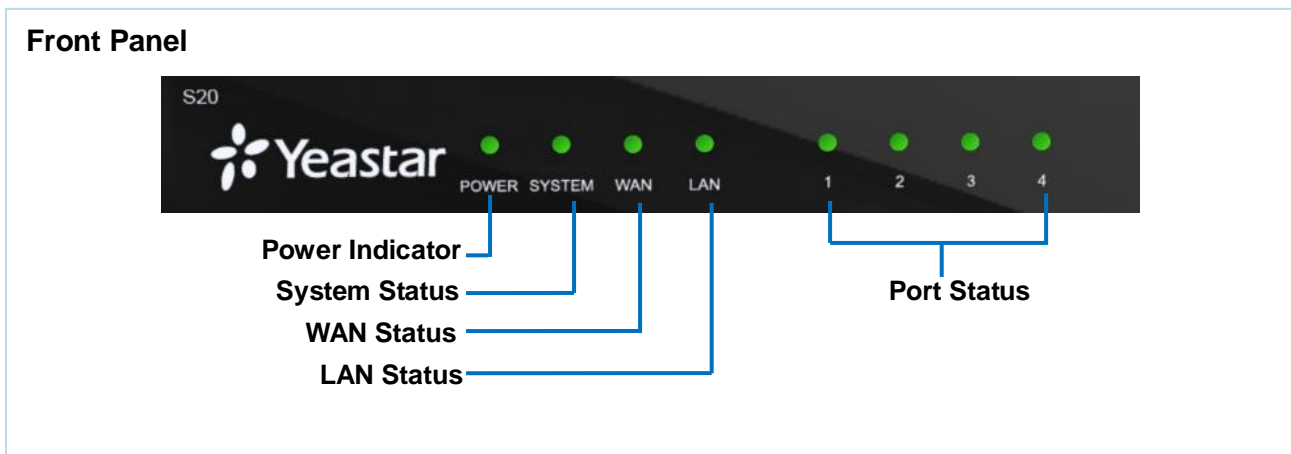 Front Panel
S20
Yeastar
POWER SYSTEM WAN LAN 1 2 3 4
Power Indicator
System Status
WAN Status
LAN Status
Port Status